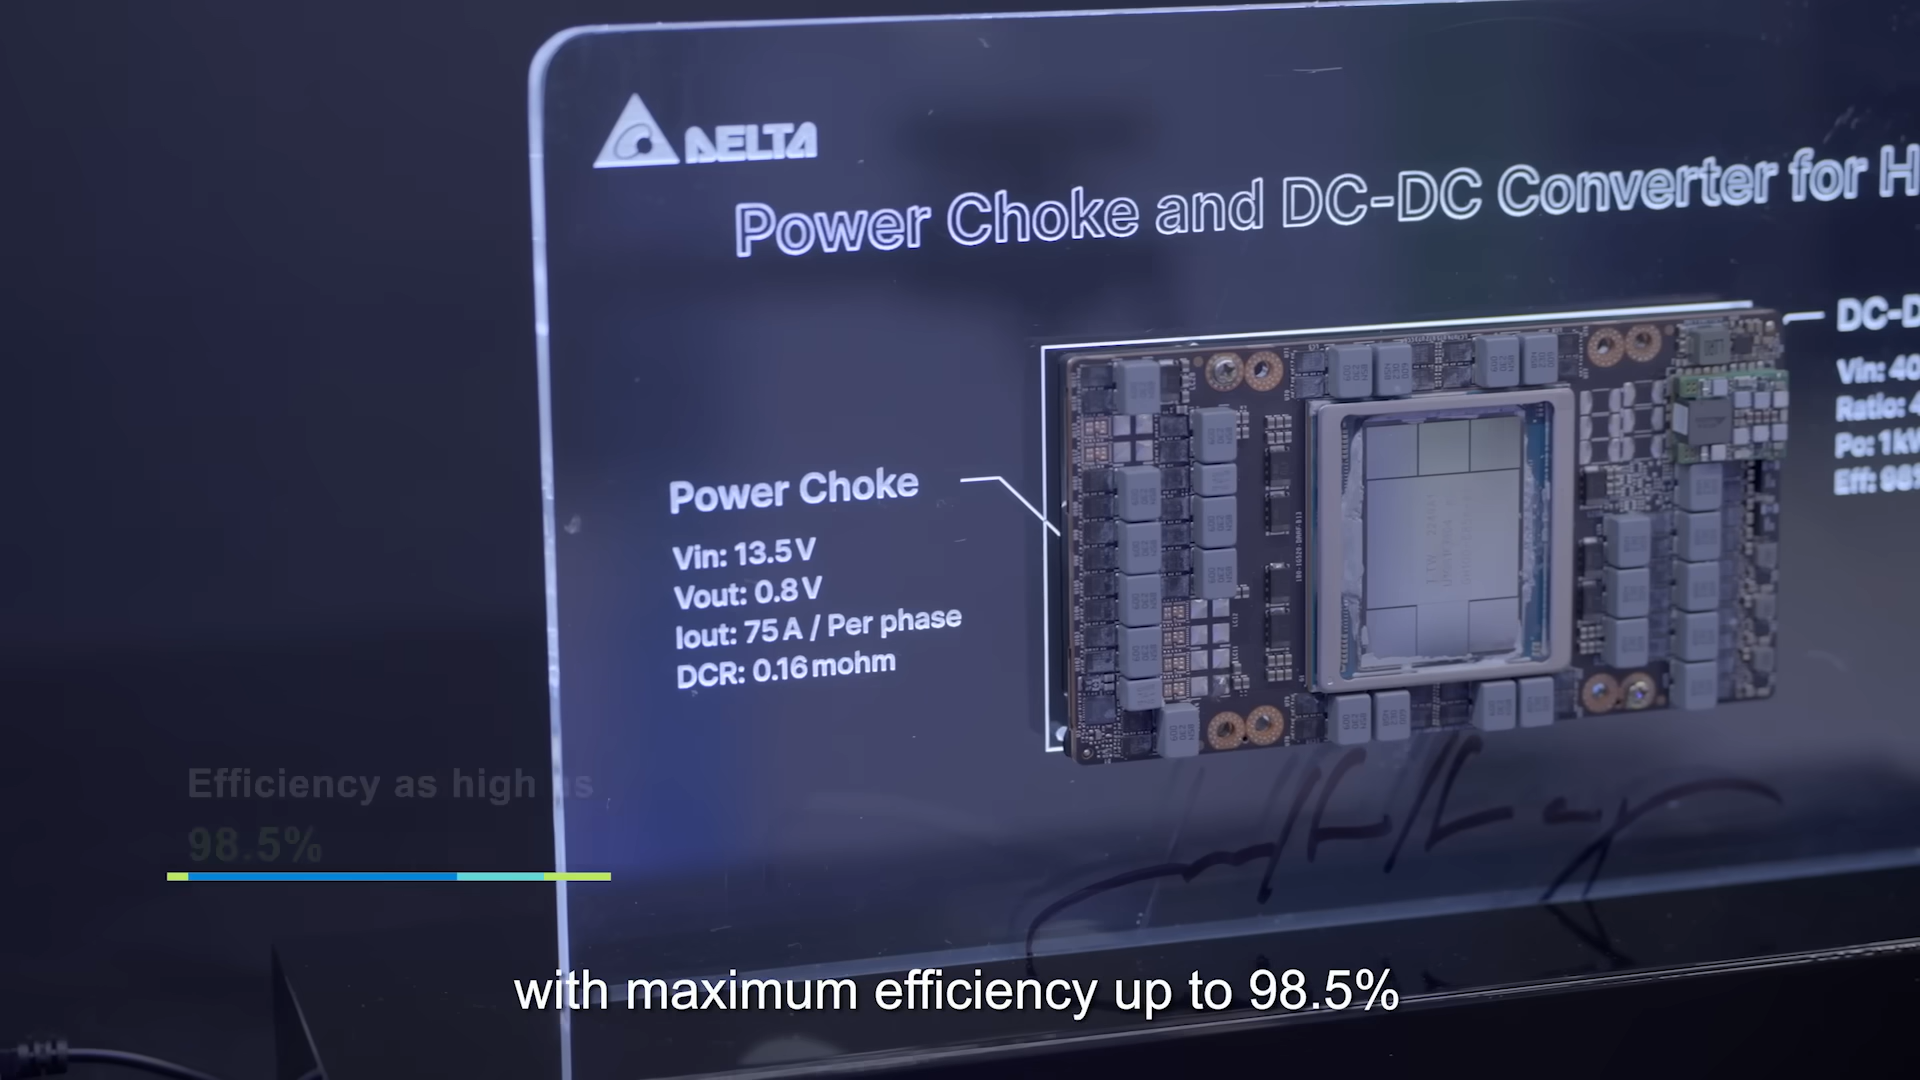 DELTA
Power Choke and DC-DC Converter for H
DC-D
Vin: 40
Ratio: 4
Po: 1kW
Eff: 98%
Power Choke
Vin: 13.5 V
Vout: 0.8 V
Iout: 75 A / Per phase
DCR: 0.16 mohm
Efficiency as high as
98.5%
with maximum efficiency up to 98.5%